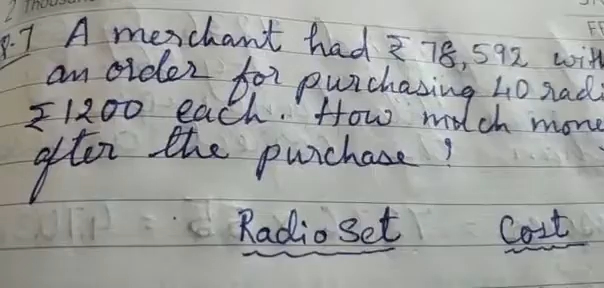 8.7 A merchant had ₹ 78,592 with
an order for purchasing 40 radi
₹1200 each. How much mone
after the purchase?
Radio Set Cost